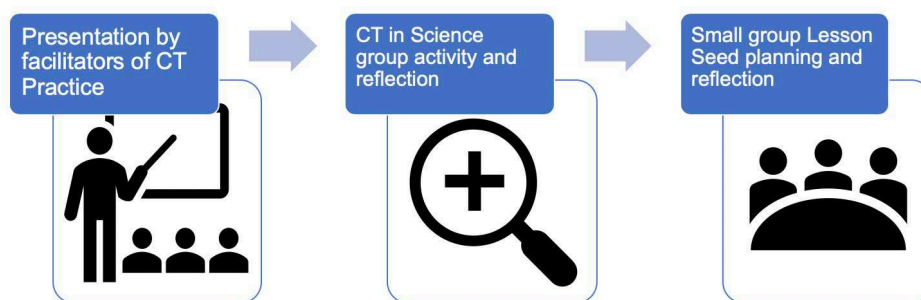 Presentation by
facilitators of CT
Practice
CT in Science
group activity and
reflection
Small group Lesson
Seed planning and
reflection